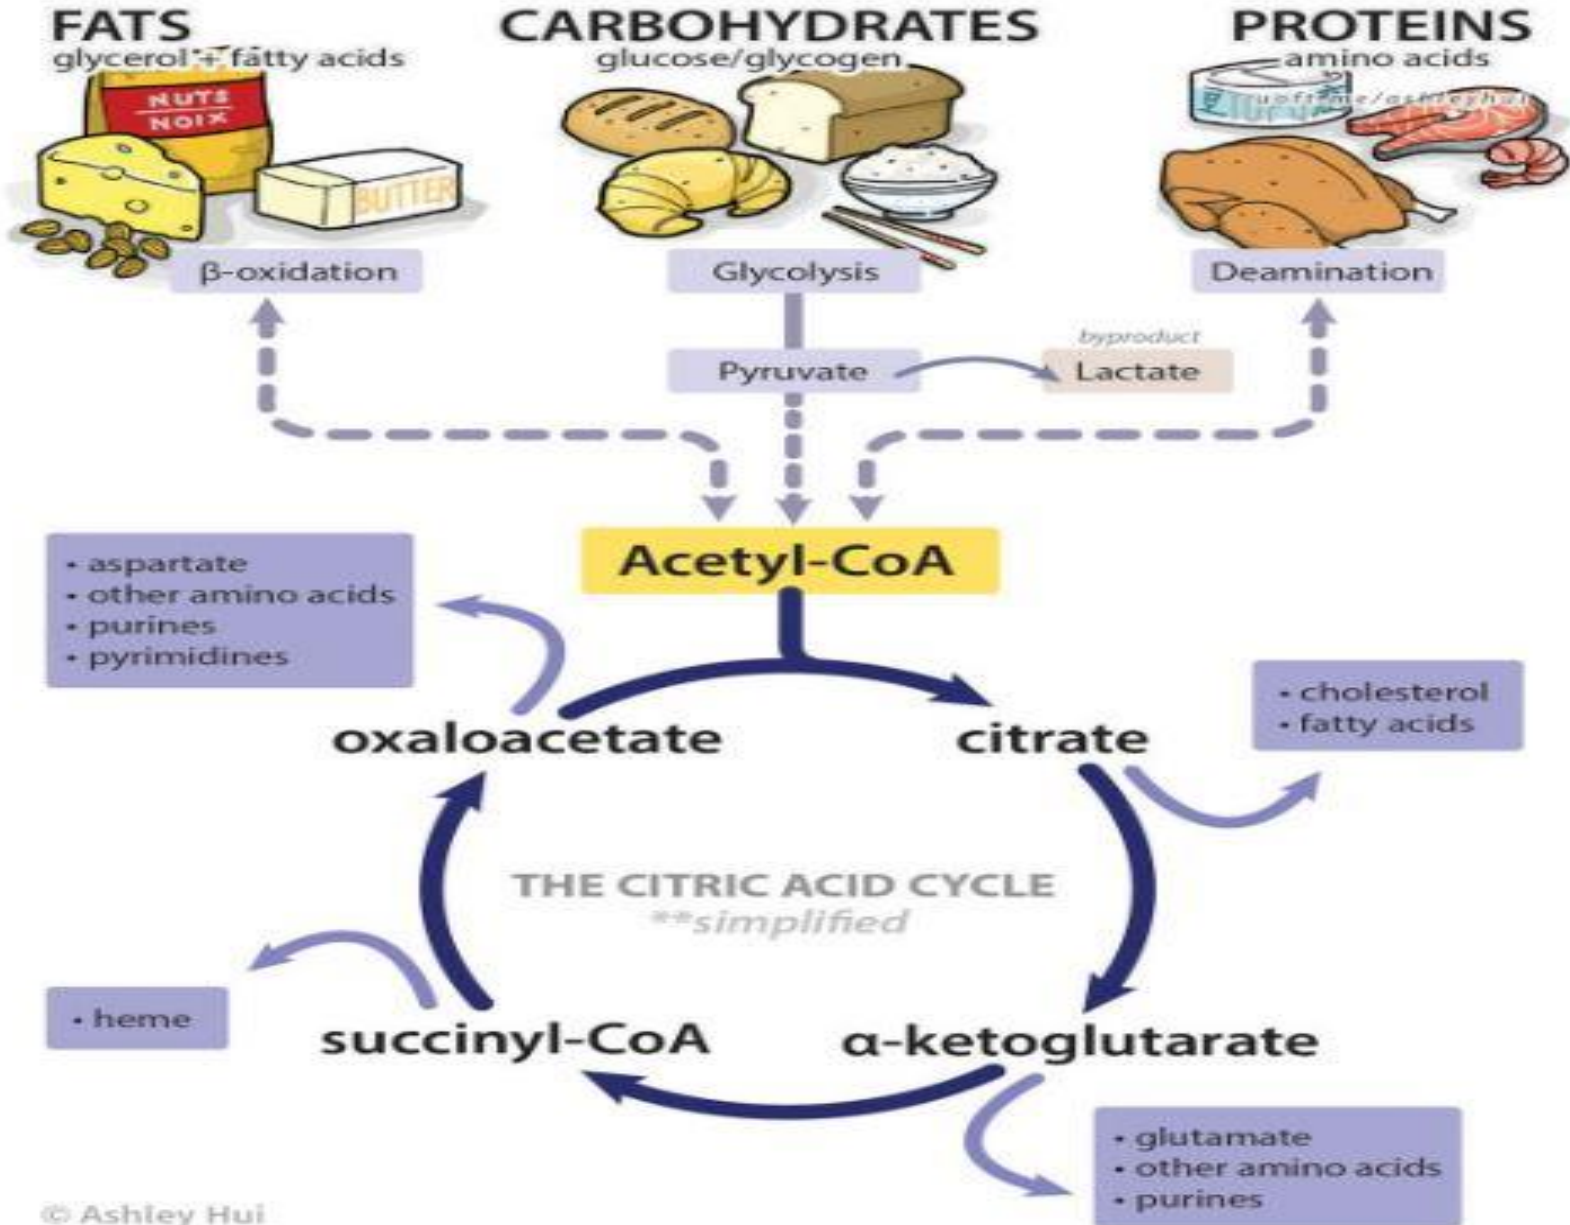 FATS
glycerol + fatty acids
CARBOHYDRATES
glucose/glycogen
PROTEINS
amino acids
NUTS
NOIX
BUTTER
β-oxidation
Glycolysis
Deamination
byproduct
Pyruvate
Lactate
Acetyl-CoA
• aspartate
• other amino acids
• purines
• pyrimidines
• cholesterol
• fatty acids
oxaloacetate
citrate
THE CITRIC ACID CYCLE
**simplified
• heme
succinyl-CoA
α-ketoglutarate
• glutamate
• other amino acids
• purines
© Ashley Hui